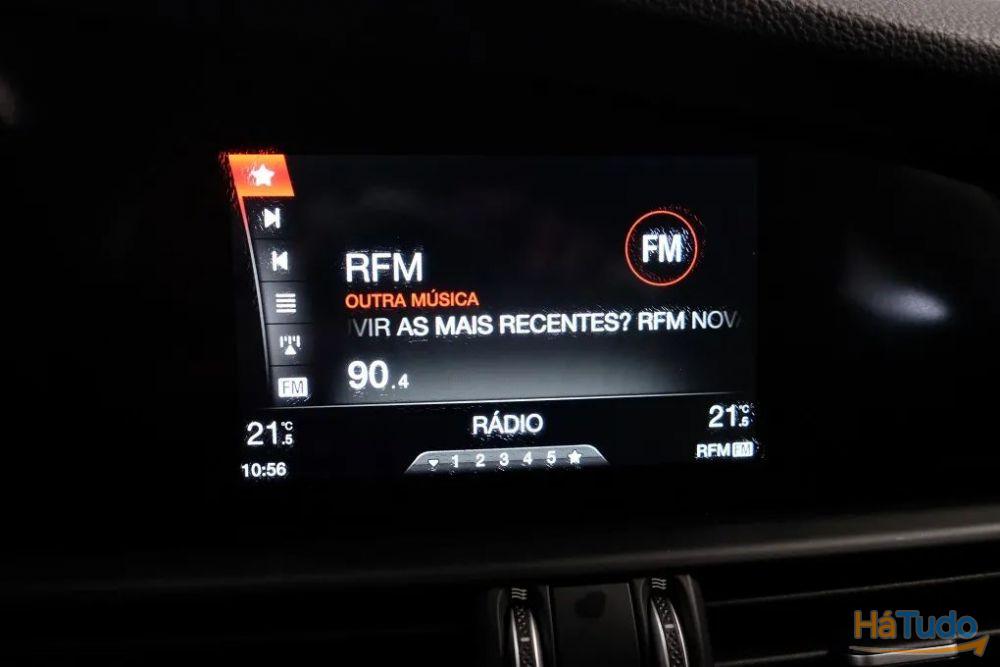 RFM
FM
OUTRA MÚSICA
VIR AS MAIS RECENTES? RFM NOV
90.4
FM
21.5 °C
RÁDIO
21.5 °C
10:56
1 2 3 4 5
RFM FM
HáTudo